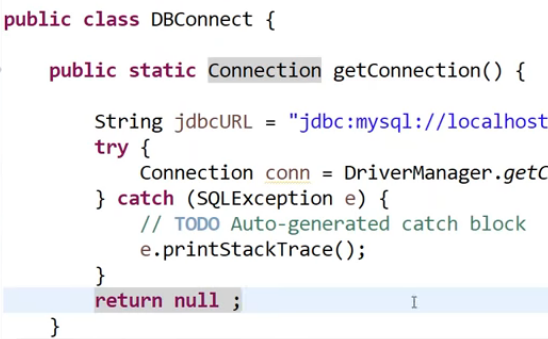 public class DBConnect {
public static Connection getConnection() {
String jdbcURL = "jdbc:mysql://localhost
try {
Connection conn = DriverManager.getC
} catch (SQLException e) {
// TODO Auto-generated catch block
e.printStackTrace();
}
return null ;
}